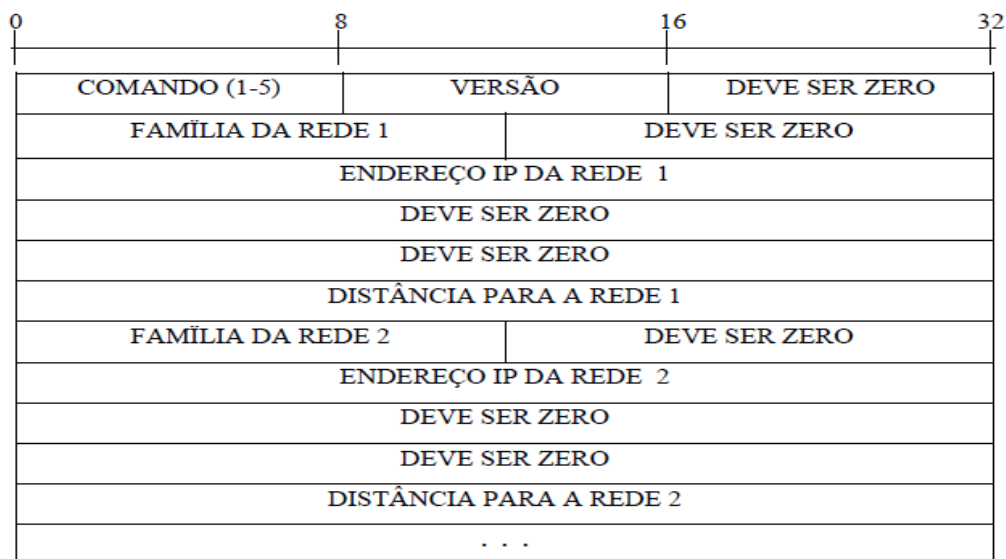 0 8 16 32
COMANDO (1-5) VERSÃO DEVE SER ZERO
FAMÏLIA DA REDE 1 DEVE SER ZERO
ENDEREÇO IP DA REDE 1
DEVE SER ZERO
DEVE SER ZERO
DISTÂNCIA PARA A REDE 1
FAMÏLIA DA REDE 2 DEVE SER ZERO
ENDEREÇO IP DA REDE 2
DEVE SER ZERO
DEVE SER ZERO
DISTÂNCIA PARA A REDE 2
. . .